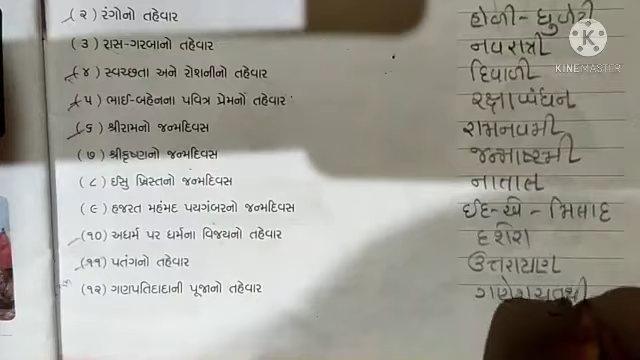 (૨) રંગોનો તહેવાર હોળી - ધુળેટી
(૩) રાસ-ગરબાનો તહેવાર નવરાત્રી
(૪) સ્વચ્છતા અને રોશનીનો તહેવાર દિવાળી
(૫) ભાઈ-બહેનના પવિત્ર પ્રેમનો તહેવાર રક્ષાબંધન
(૬) શ્રીરામનો જન્મદિવસ રામનવમી
(૭) શ્રીકૃષ્ણનો જન્મદિવસ જન્માષ્ટમી
(૮) ઈસુ ખ્રિસ્તનો જન્મદિવસ નાતાલ
(૯) હજરત મહંમદ પયગંબરનો જન્મદિવસ ઈદ-એ-મિલાદ
(૧૦) અધર્મ પર ધર્મના વિજયનો તહેવાર દશેરા
(૧૧) પતંગનો તહેવાર ઉત્તરાયણ
(૧૨) ગણપતિદાદાની પૂજાનો તહેવાર ગણેશચતુર્થી
KINEMASTER